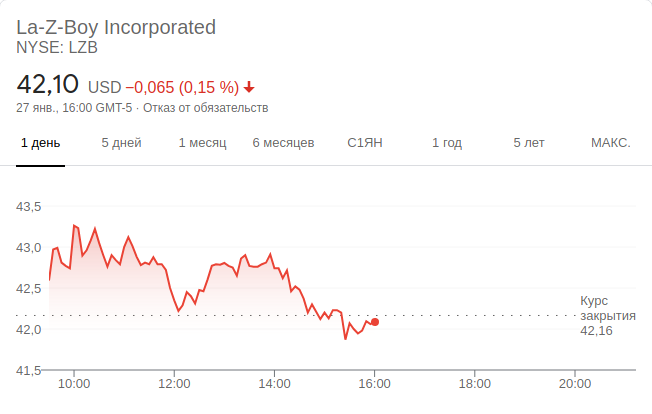 La-Z-Boy Incorporated
NYSE: LZB
42,10 USD −0,065 (0,15 %)
27 янв., 16:00 GMT-5 · Отказ от обязательств
1 день 5 дней 1 месяц 6 месяцев С1ЯН 1 год 5 лет МАКС.
43,5
43,0
42,5
42,0
41,5
Курс
закрытия
42,16
10:00 12:00 14:00 16:00 18:00 20:00